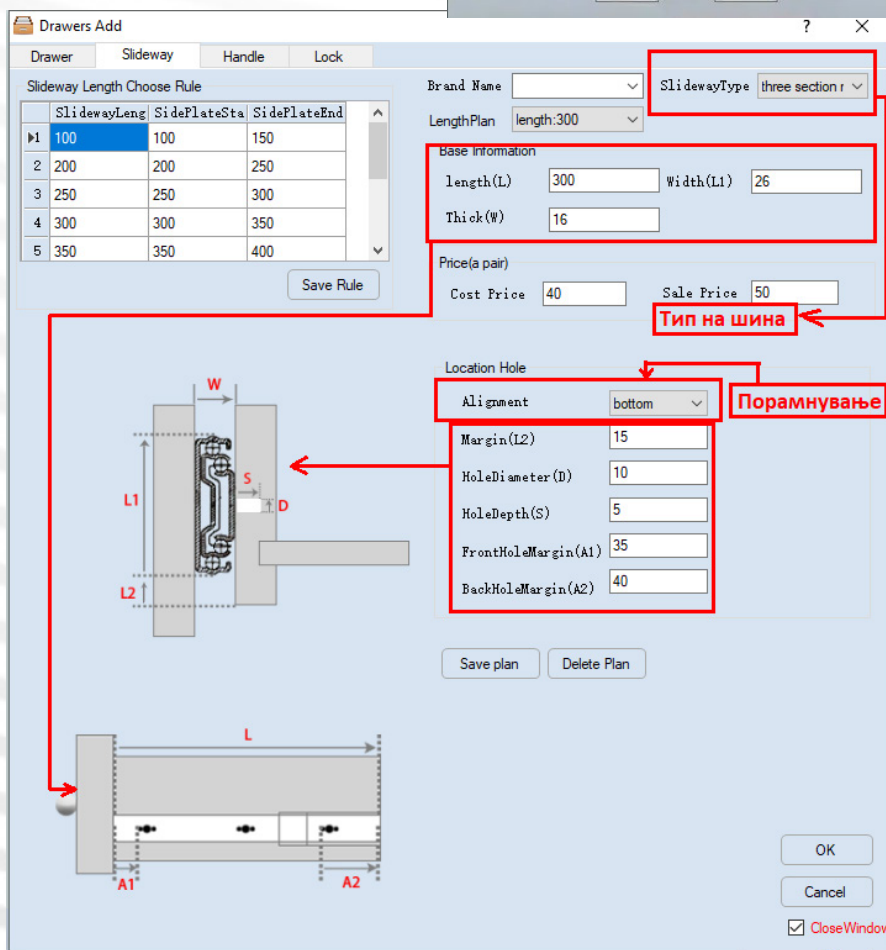 Drawers Add
Drawer Slideway Handle Lock
Slideway Length Choose Rule
SlidewayLeng SidePlateSta SidePlateEnd
1 100 100 150
2 200 200 250
3 250 250 300
4 300 300 350
5 350 350 400
Save Rule
Brand Name SlidewayType three section r
LengthPlan length:300
Base Information
length(L) 300 Width(L1) 26
Thick(W) 16
Price(a pair)
Cost Price 40 Sale Price 50
Тип на шина
Location Hole
Alignment bottom
Порамнување
Margin(L2) 15
HoleDiameter(D) 10
HoleDepth(S) 5
FrontHoleMargin(A1) 35
BackHoleMargin(A2) 40
Save plan Delete Plan
W
S
L1 D
L2
L
A1 A2
OK
Cancel
CloseWindow